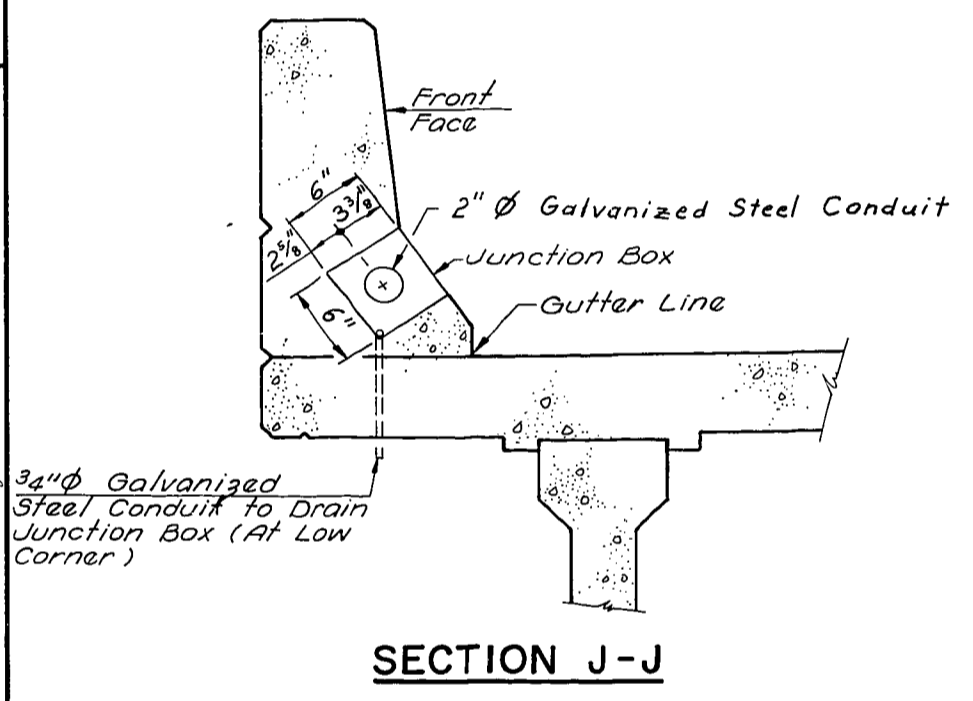 Front
Face
6"
3 3/8"
2 5/8"
2" Ø Galvanized Steel Conduit
Junction Box
6"
Gutter Line
3/4"Ø Galvanized
Steel Conduit to Drain
Junction Box (At Low
Corner)
SECTION J-J